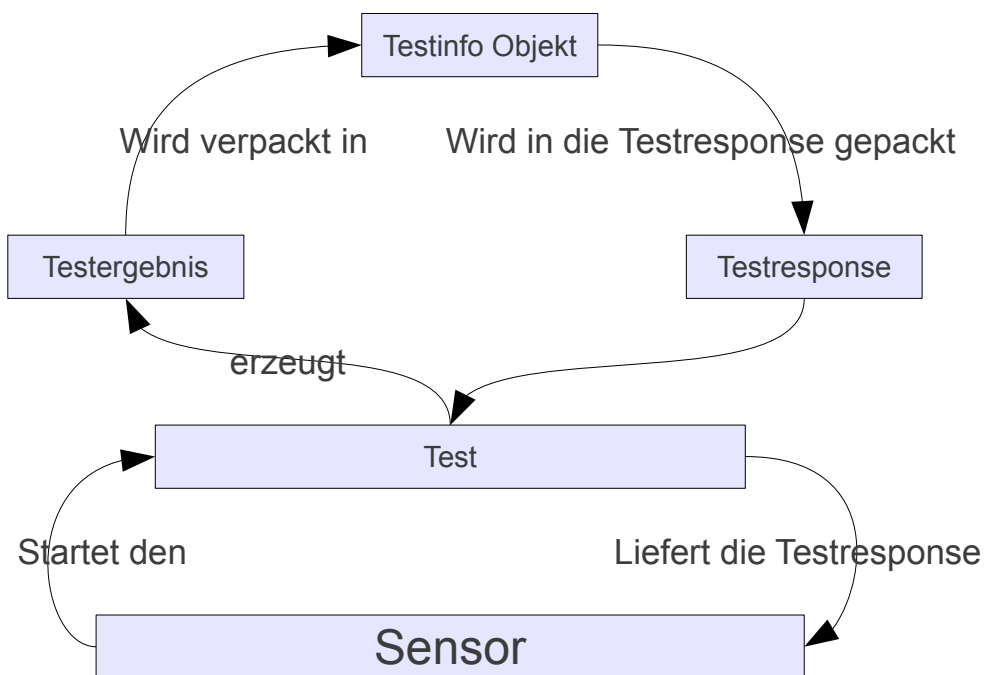 Testinfo Objekt
Wird verpackt in
Wird in die Testresponse gepackt
Testergebnis
Testresponse
erzeugt
Test
Startet den
Liefert die Testresponse
Sensor